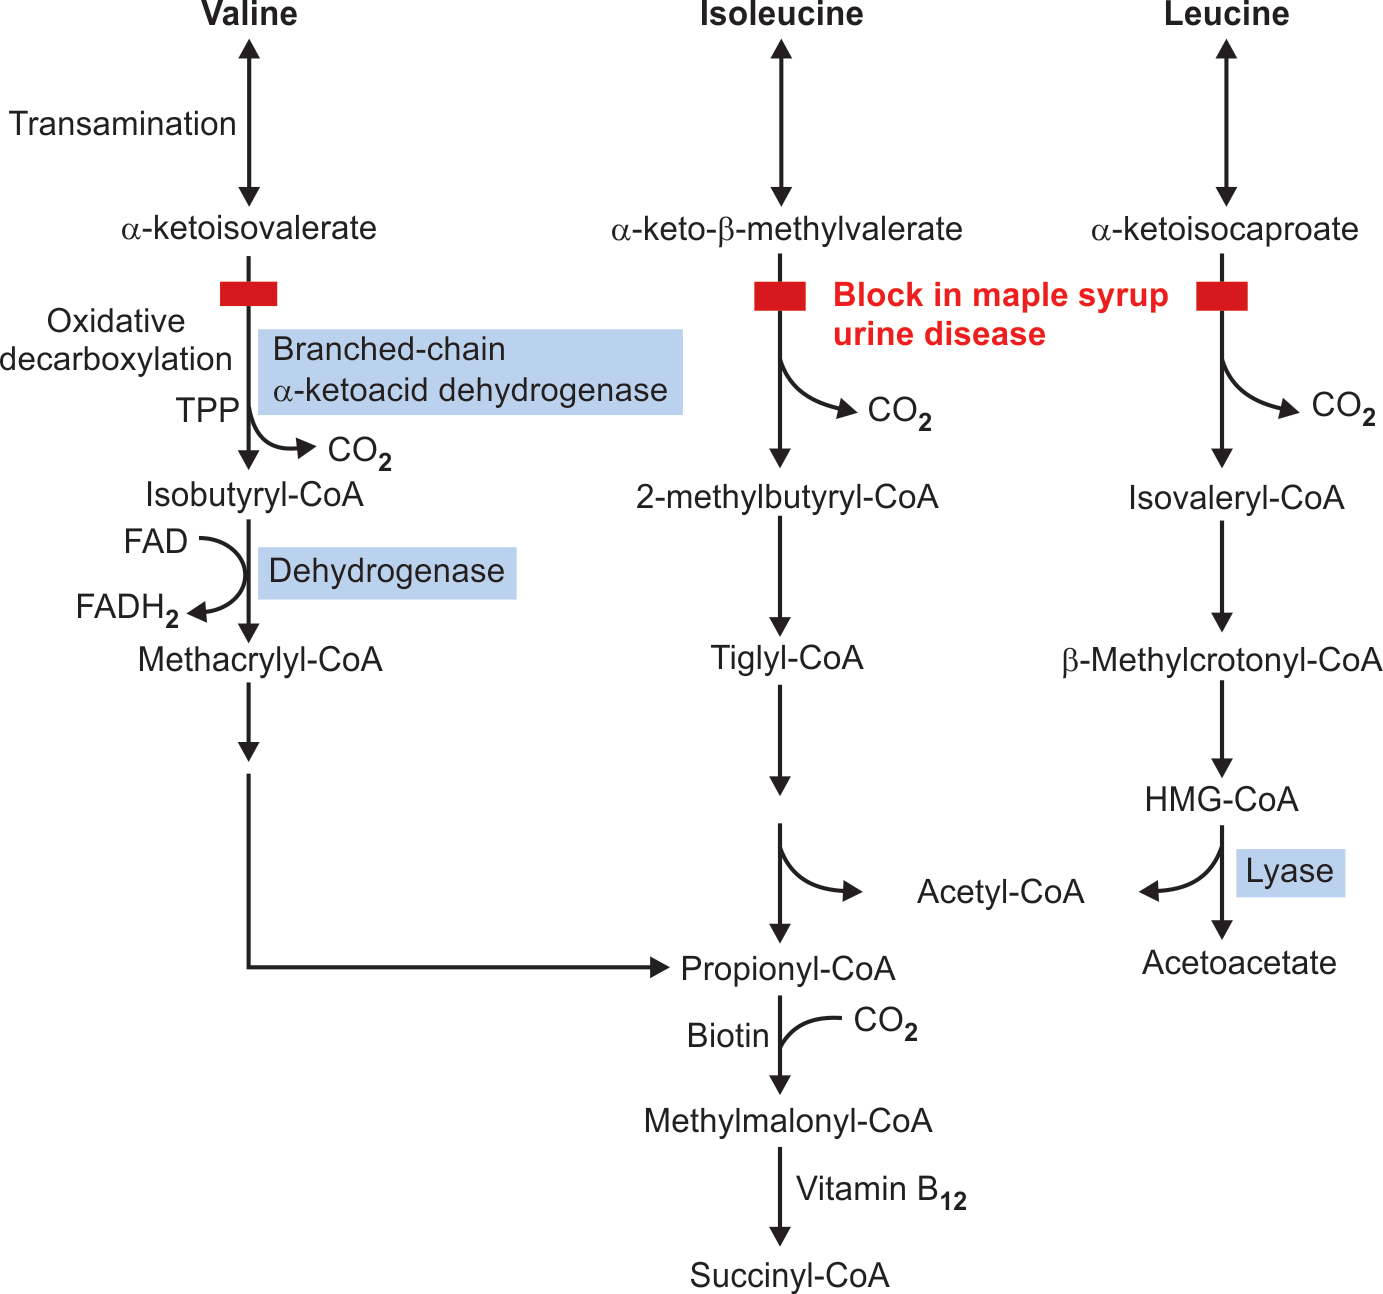 Valine
Isoleucine
Leucine
Transamination
α-ketoisovalerate
α-keto-β-methylvalerate
α-ketoisocaproate
Block in maple syrup
urine disease
Oxidative
decarboxylation
Branched-chain
α-ketoacid dehydrogenase
TPP
CO2
CO2
CO2
Isobutyryl-CoA
2-methylbutyryl-CoA
Isovaleryl-CoA
FAD
Dehydrogenase
FADH2
Methacrylyl-CoA
Tiglyl-CoA
β-Methylcrotonyl-CoA
HMG-CoA
Lyase
Acetyl-CoA
Acetoacetate
Propionyl-CoA
Biotin
CO2
Methylmalonyl-CoA
Vitamin B12
Succinyl-CoA